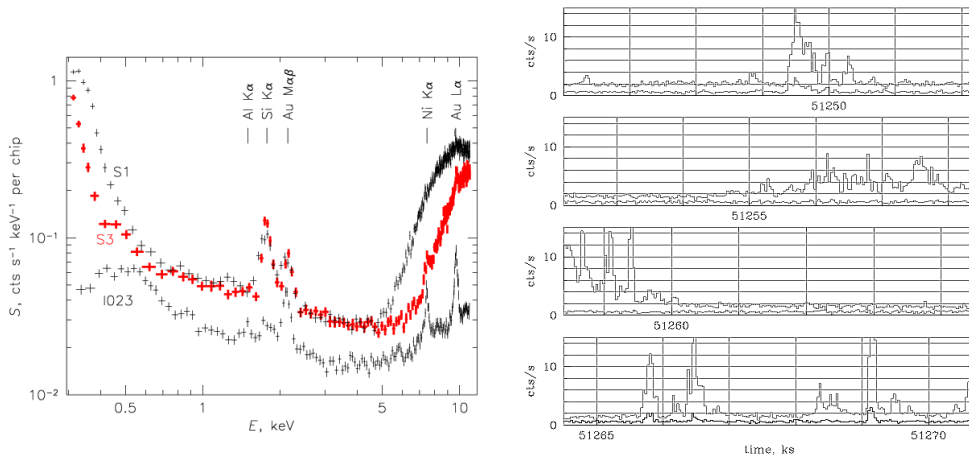 Al Kα
Si Kα
Au Mαβ
Ni Kα
Au Lα
1
10⁻¹
10⁻²
S, cts s⁻¹ keV⁻¹ per chip
S1
S3
I023
0.5 1 5 10
E, keV
10
0
cts/s
51250
10
0
cts/s
51255
10
0
cts/s
51260
10
0
cts/s
51265 51270
time, ks